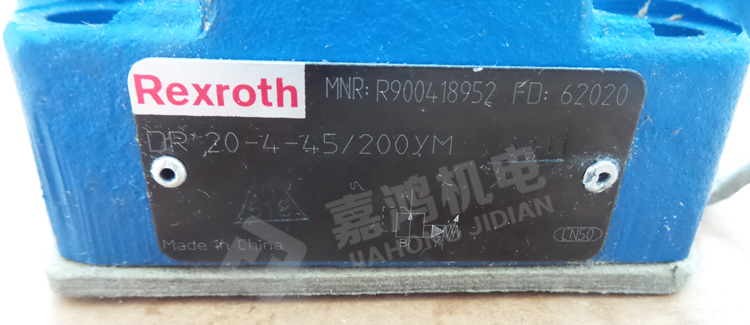 Rexroth
MNR: R900418952 FD: 62020
DR 20-4-45/200YM
嘉鸿机电
JIAHONG JIDIAN
Made in China
CN50